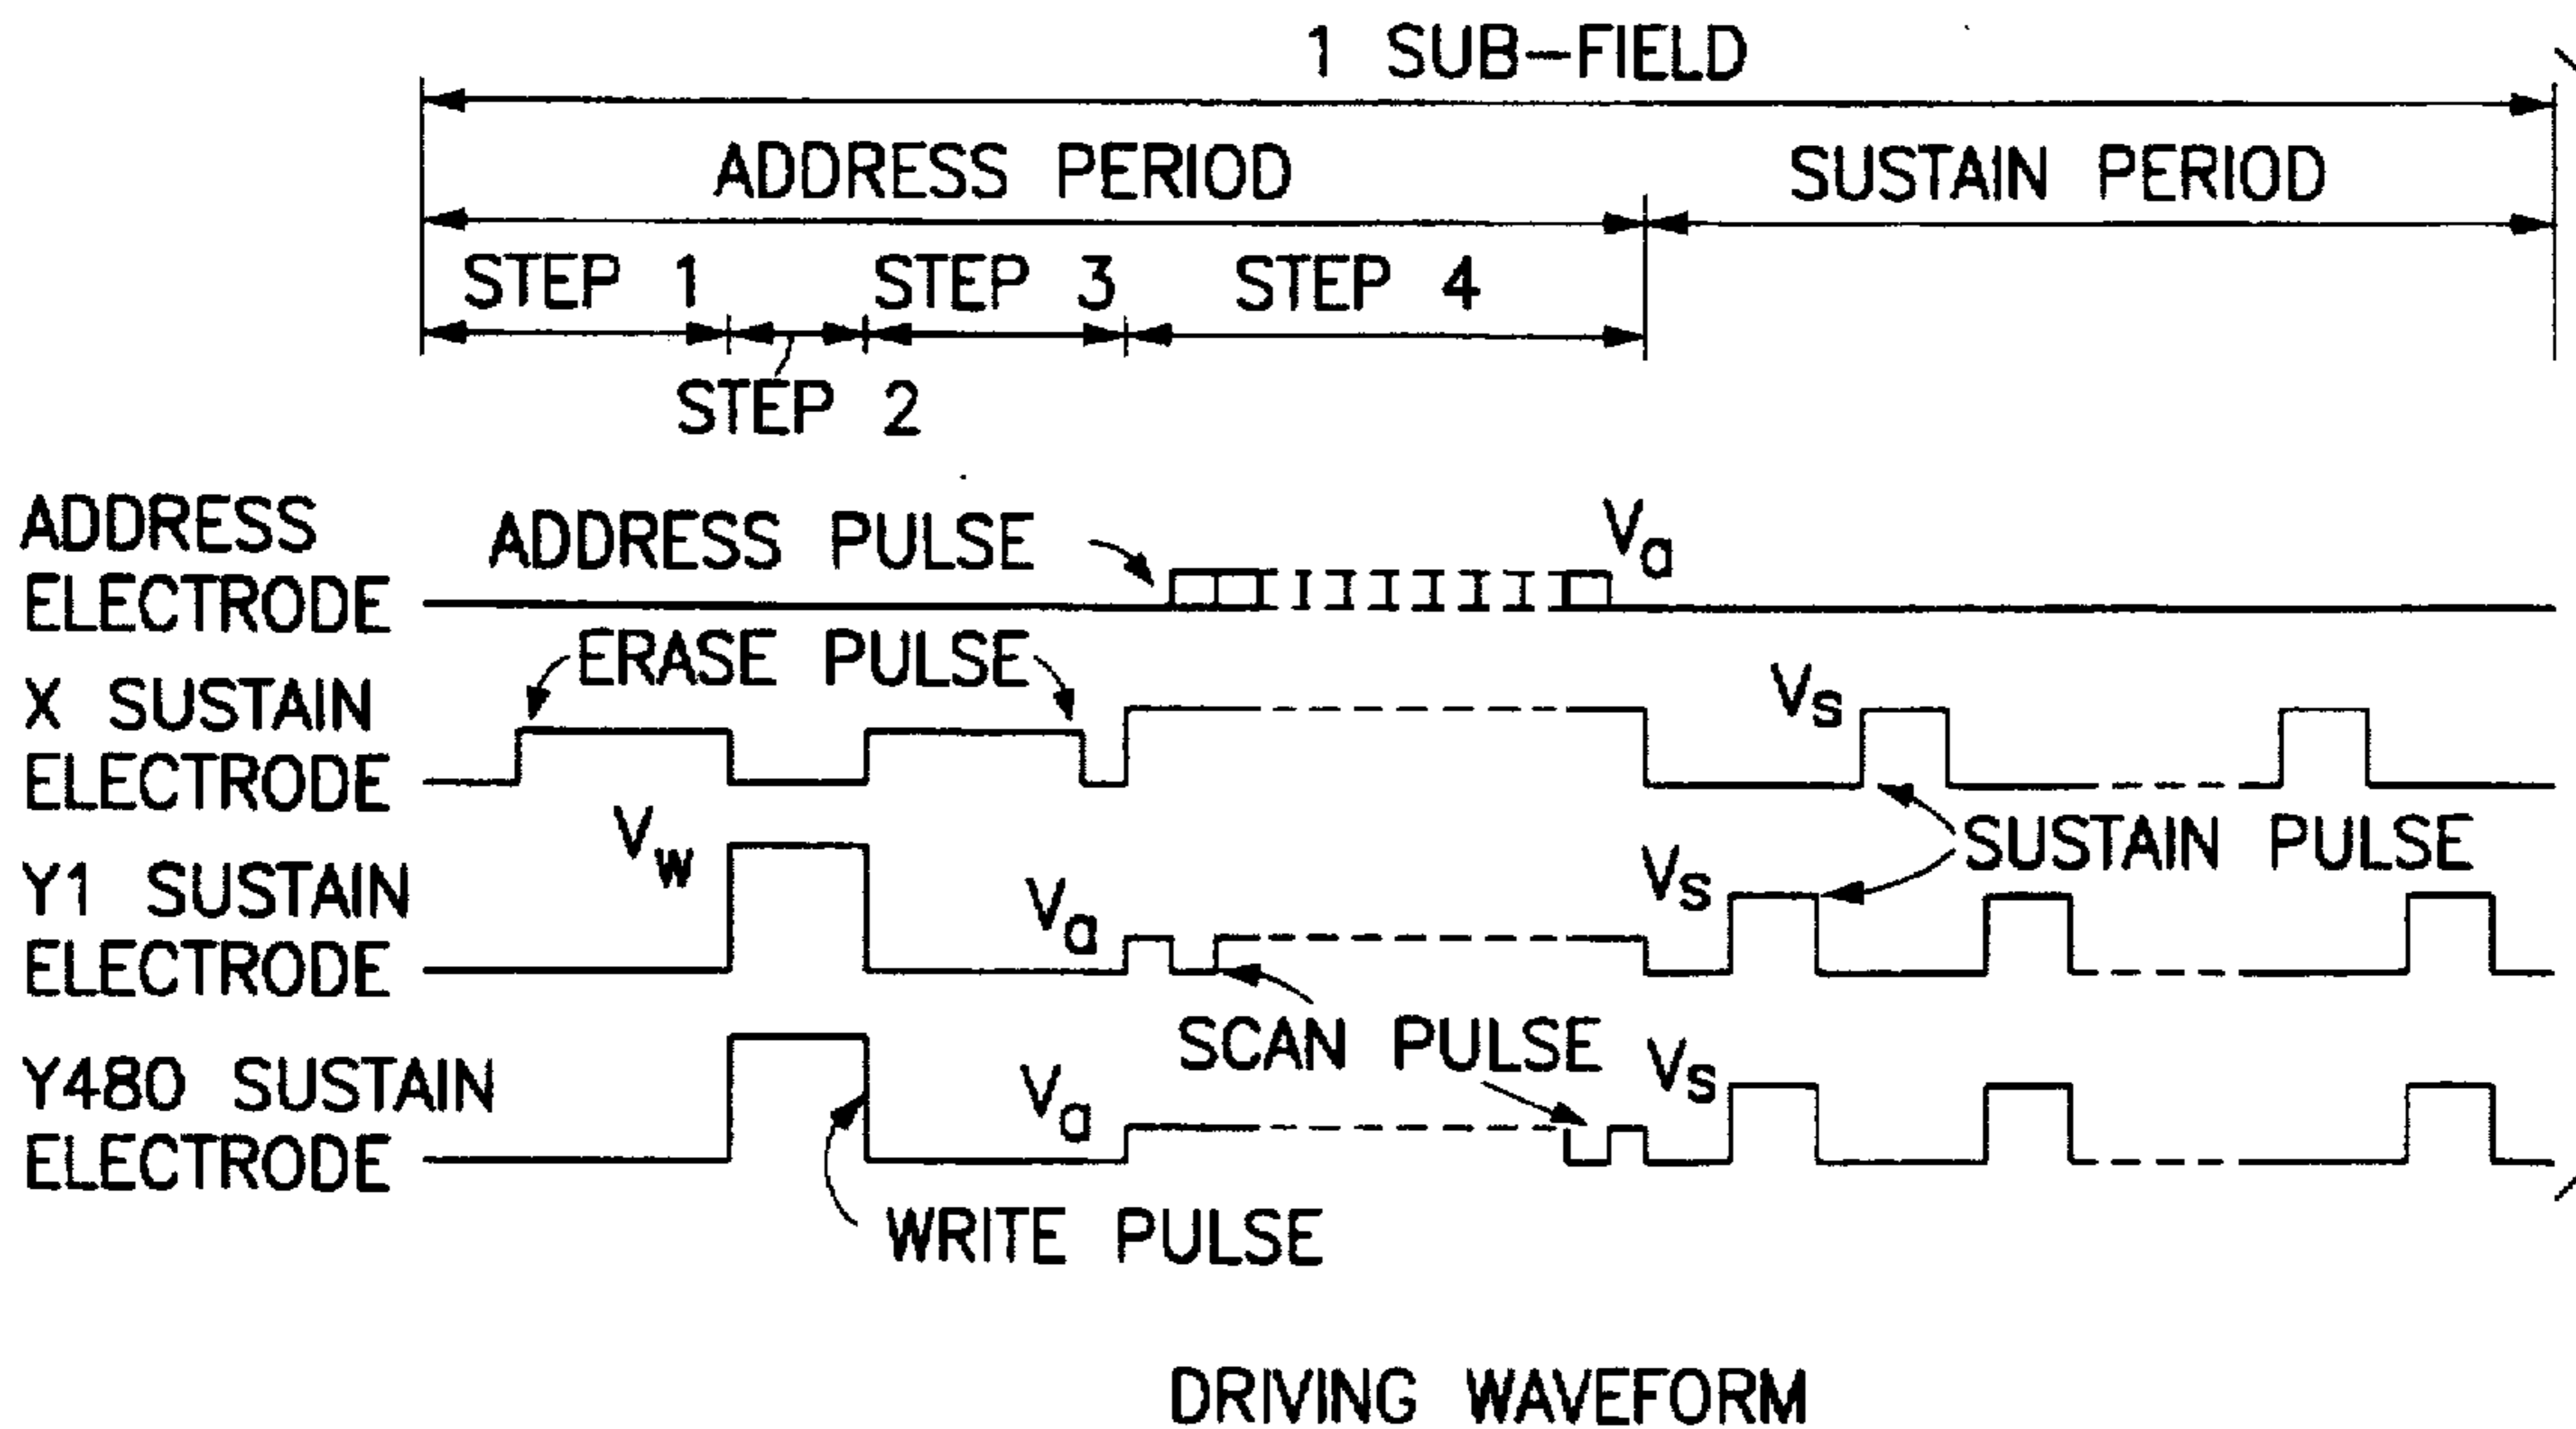 1 SUB-FIELD
ADDRESS PERIOD
SUSTAIN PERIOD
STEP 1
STEP 3
STEP 4
STEP 2
ADDRESS
ELECTRODE
ADDRESS PULSE
Va
ERASE PULSE
X SUSTAIN
ELECTRODE
Vs
Vw
SUSTAIN PULSE
Y1 SUSTAIN
ELECTRODE
Va
Vs
SCAN PULSE
Y480 SUSTAIN
ELECTRODE
Va
Vs
WRITE PULSE
DRIVING WAVEFORM